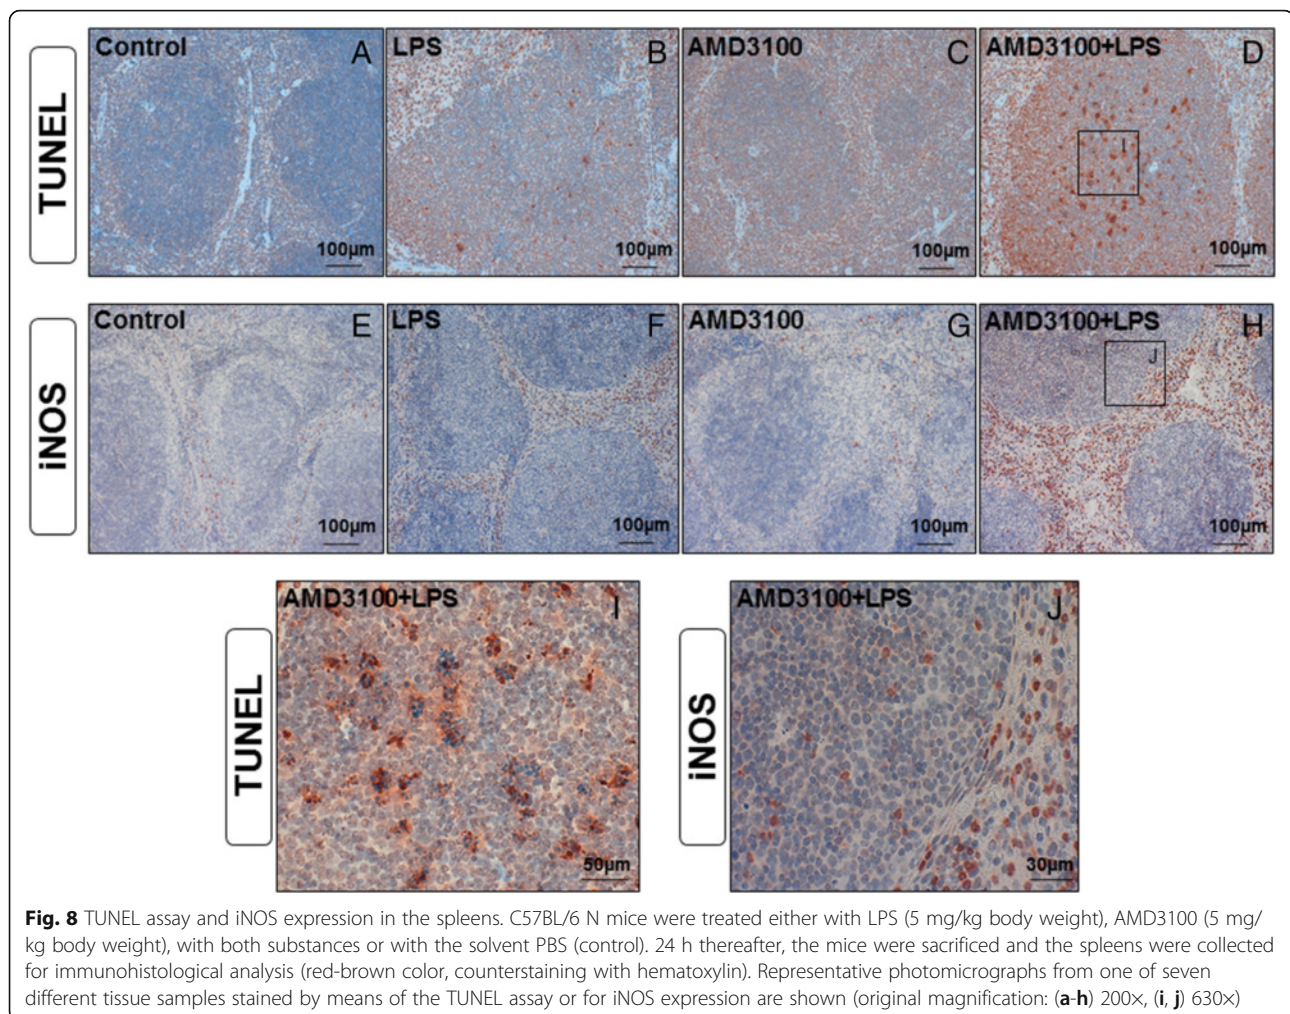 TUNEL
Control A
LPS B
AMD3100 C
AMD3100+LPS D
I
100µm 100µm 100µm 100µm
iNOS
Control E
LPS F
AMD3100 G
AMD3100+LPS H
J
100µm 100µm 100µm 100µm
TUNEL
AMD3100+LPS I
50µm
iNOS
AMD3100+LPS J
30µm
Fig. 8 TUNEL assay and iNOS expression in the spleens. C57BL/6 N mice were treated either with LPS (5 mg/kg body weight), AMD3100 (5 mg/
kg body weight), with both substances or with the solvent PBS (control). 24 h thereafter, the mice were sacrificed and the spleens were collected
for immunohistological analysis (red-brown color, counterstaining with hematoxylin). Representative photomicrographs from one of seven
different tissue samples stained by means of the TUNEL assay or for iNOS expression are shown (original magnification: (a-h) 200×, (i, j) 630×)